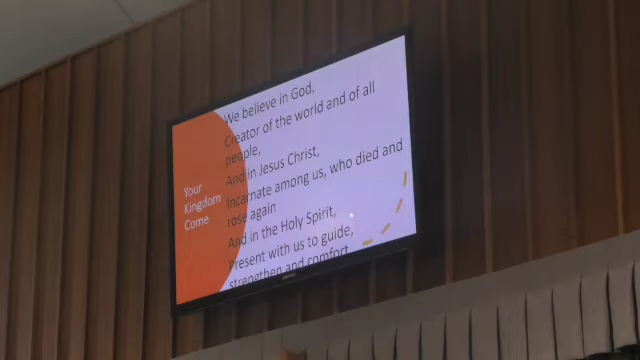 Your
Kingdom
Come
We believe in God,
Creator of the world and of all
people,
And in Jesus Christ,
Incarnate among us, who died and
rose again
And in the Holy Spirit,
Present with us to guide,
strengthen and comfort